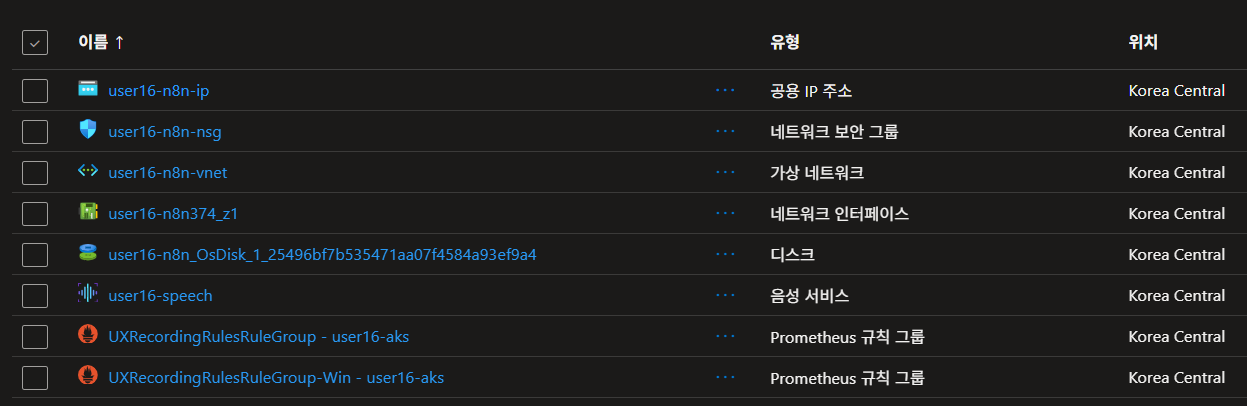 이름 ↑ 유형 위치
user16-n8n-ip ··· 공용 IP 주소 Korea Central
user16-n8n-nsg ··· 네트워크 보안 그룹 Korea Central
user16-n8n-vnet ··· 가상 네트워크 Korea Central
user16-n8n374_z1 ··· 네트워크 인터페이스 Korea Central
user16-n8n_OsDisk_1_25496bf7b535471aa07f4584a93ef9a4 ··· 디스크 Korea Central
user16-speech ··· 음성 서비스 Korea Central
UXRecordingRulesRuleGroup - user16-aks ··· Prometheus 규칙 그룹 Korea Central
UXRecordingRulesRuleGroup-Win - user16-aks ··· Prometheus 규칙 그룹 Korea Central